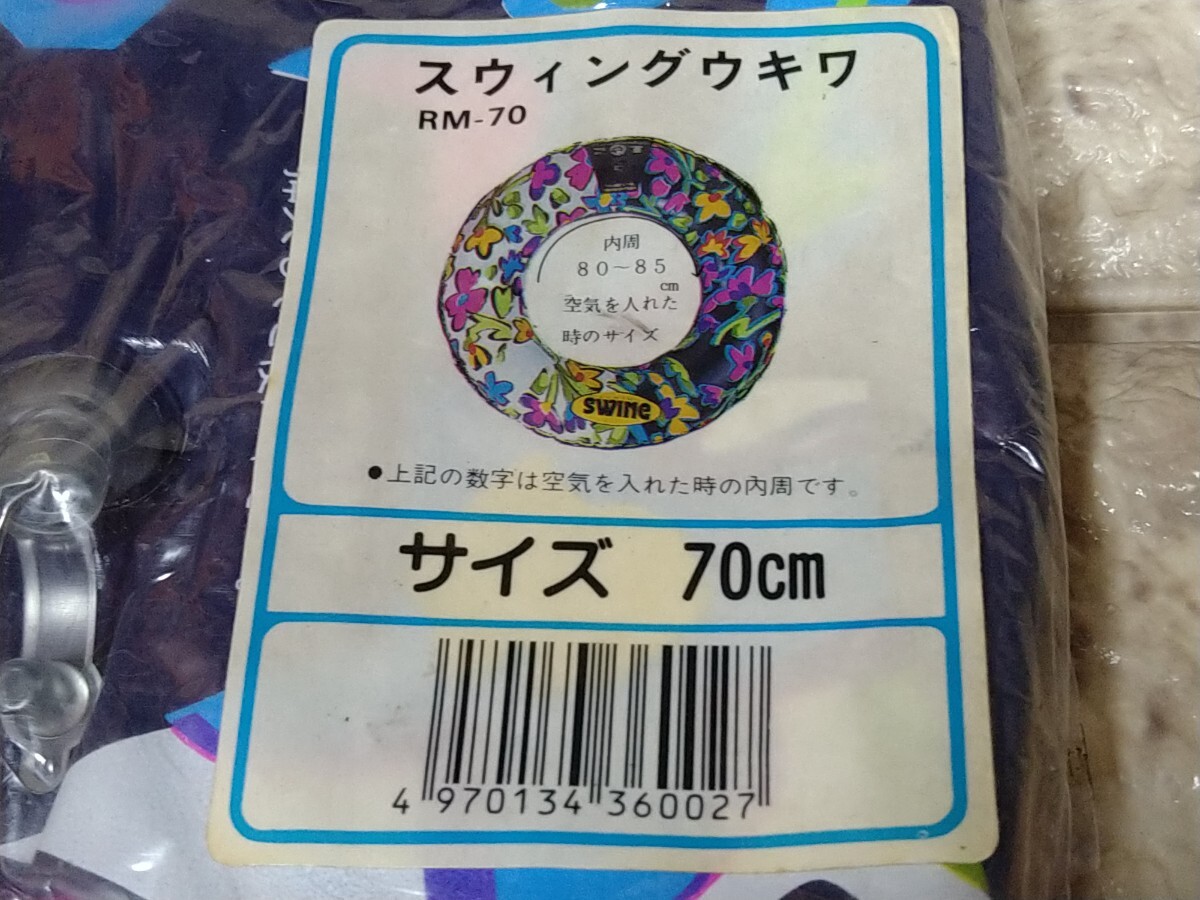 スウィングウキワ
RM-70
内周
80～85
cm
空気を入れた
時のサイズ
SWINe
●上記の数字は空気を入れた時の内周です。
サイズ 70cm
4 970134 360027